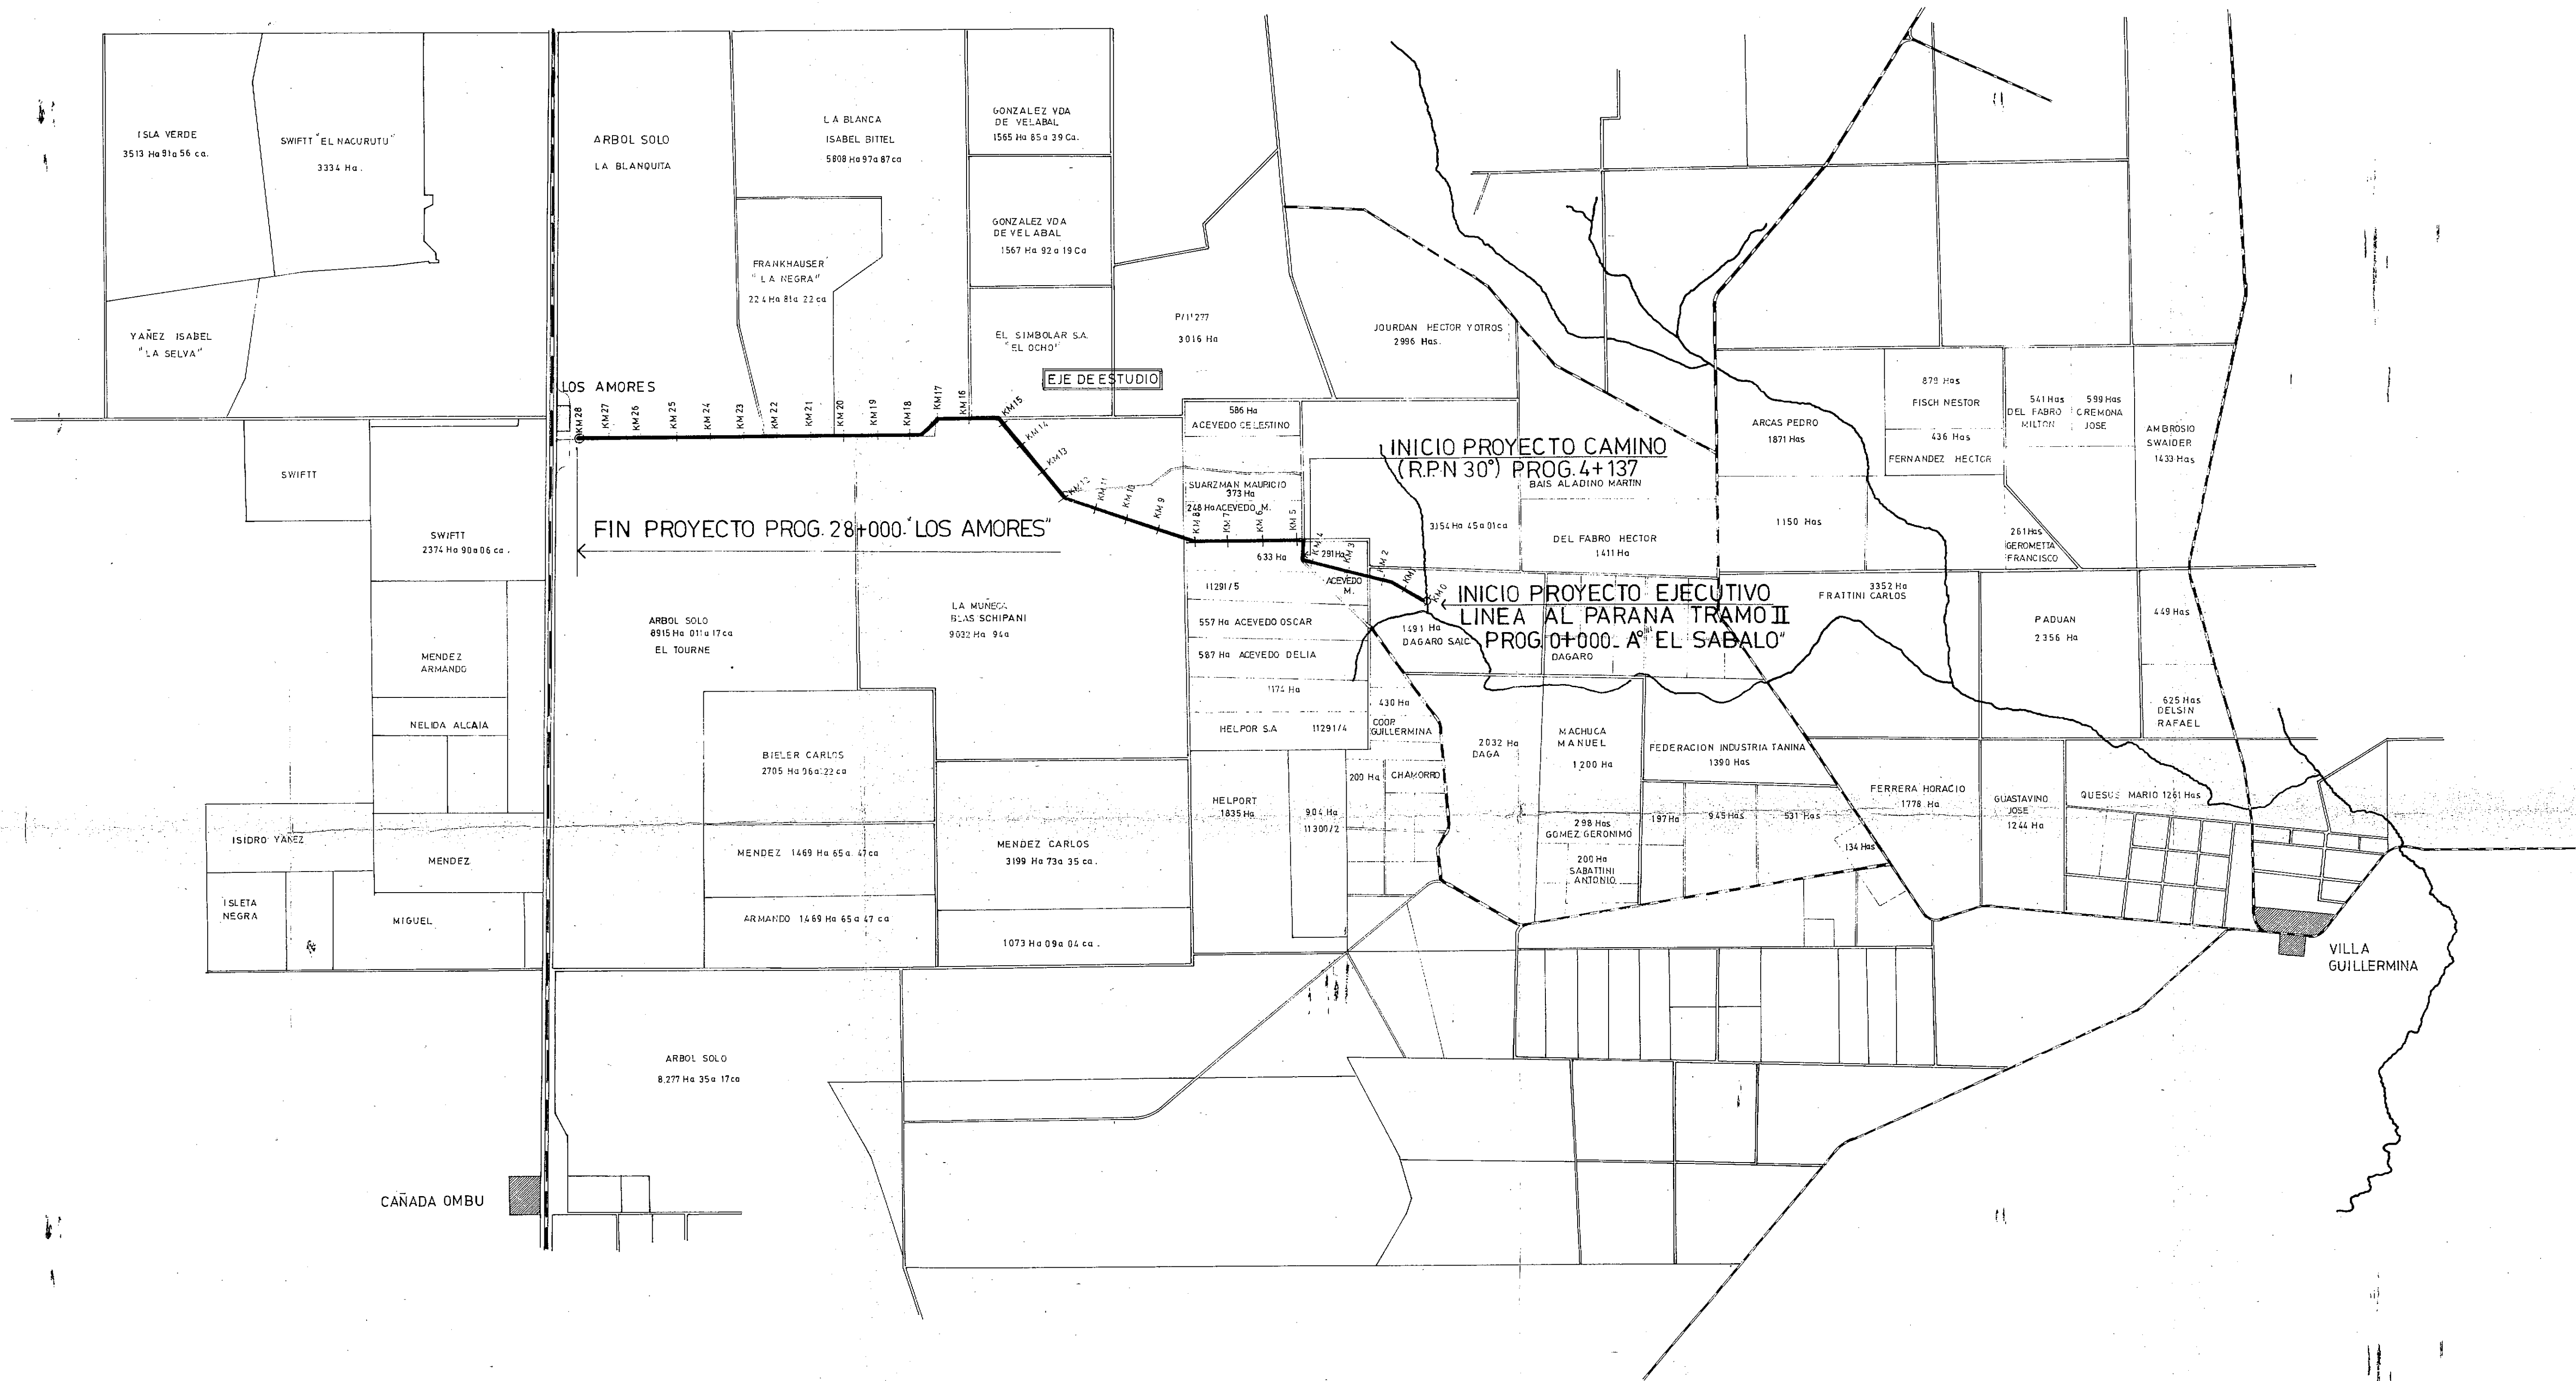 ISLA VERDE
3513 Ha 91a 56 ca.
SWIFTT "EL NACURUTU"
3334 Ha.
YAÑEZ ISABEL
"LA SELVA"
ARBOL SOLO
LA BLANQUITA
LA BLANCA
ISABEL BITTEL
5808 Ha 97a 87ca
FRANKHAUSER
"LA NEGRA"
224 Ha 81a 22 ca
GONZALEZ VDA
DE VELABAL
1565 Ha 85a 39 Ca.
GONZALEZ VDA
DE VELABAL
1567 Ha 92a 19 Ca
EL SIMBOLAR S.A.
"EL OCHO"
EJE DE ESTUDIO
3016 Ha
JOURDAN HECTOR Y OTROS
2996 Has.
LOS AMORES
KM 28
KM 27
KM 26
KM 25
KM 24
KM 23
KM 22
KM 21
KM 20
KM 19
KM 18
KM 17
KM 16
KM 15
KM 14
KM 13
KM 12
KM 11
KM 10
KM 9
KM 8
KM 7
KM 6
KM 5
KM 4
KM 3
KM 2
KM 1
KM 0
586 Ha
ACEVEDO CELESTINO
SUARZMAN MAURICIO
373 Ha
248 Ha ACEVEDO M.
INICIO PROYECTO CAMINO
(R.P.N 30°) PROG. 4+137
BAIS ALADINO MARTIN
3154 Ha 45a 01ca
DEL FABRO HECTOR
1411 Ha
ARCAS PEDRO
1871 Has
1150 Has
879 Has
FISCH NESTOR
436 Has
FERNANDEZ HECTOR
541 Has
DEL FABRO
MILTON
599 Has
CREMONA
JOSE
AMBROSIO
SWAIDER
1433 Has
261 Has
GEROMETTA
FRANCISCO
SWIFTT
SWIFTT
2374 Ha 90a 06 ca.
FIN PROYECTO PROG. 28+000. "LOS AMORES"
633 Ha
291 Ha
ACEVEDO
M.
11291/5
557 Ha ACEVEDO OSCAR
587 Ha ACEVEDO DELIA
1174 Ha
HELPOR S.A 11291/4
INICIO PROYECTO EJECUTIVO
LINEA AL PARANA TRAMO II
PROG. 0+000. A° "EL SABALO"
1491 Ha
DAGARO SAIC
DAGARO
3352 Ha
FRATTINI CARLOS
PADUAN
2356 Ha
449 Has
625 Has
DELSIN
RAFAEL
ARBOL SOLO
8915 Ha 011a 17ca
EL TOURNE
LA MUÑECA
BLAS SCHIPANI
9032 Ha 94a
MENDEZ
ARMANDO
NELIDA ALCAIA
430 Ha
COOP.
GUILLERMINA
BIELER CARLOS
2705 Ha 06a 22 ca
2032 Ha
DAGA
MACHUCA
MANUEL
1200 Ha
FEDERACION INDUSTRIA TANINA
1390 Has
200 Ha
CHAMORRO
HELPORT
1835 Ha
904 Ha
11300/2
298 Has
GOMEZ GERONIMO
200 Ha
SABATTINI
ANTONIO
197 Ha
945 Has
531 Has
134 Has
FERRERA HORACIO
1778 Ha
GUASTAVINO
JOSE
1244 Ha
QUESUS MARIO 1261 Has
ISIDRO YAÑEZ
MENDEZ
MENDEZ 1469 Ha 65a 47ca
MENDEZ CARLOS
3199 Ha 73a 35 ca.
ISLETA
NEGRA
MIGUEL
ARMANDO 1469 Ha 65a 47 ca
1073 Ha 09a 04 ca.
VILLA
GUILLERMINA
ARBOL SOLO
8.277 Ha 35a 17ca
CAÑADA OMBU